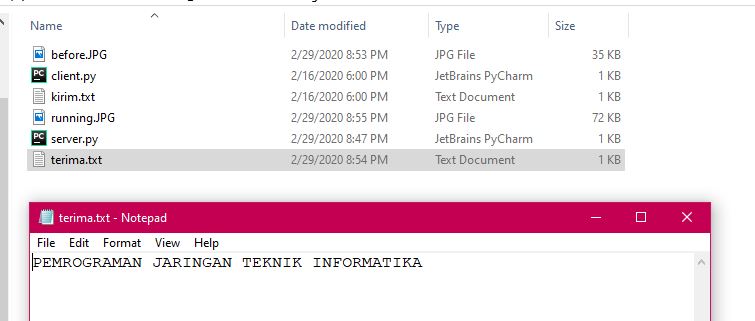 Name Date modified Type Size
before.JPG 2/29/2020 8:53 PM JPG File 35 KB
PC client.py 2/16/2020 6:00 PM JetBrains PyCharm 1 KB
kirim.txt 2/16/2020 6:00 PM Text Document 1 KB
running.JPG 2/29/2020 8:55 PM JPG File 72 KB
PC server.py 2/29/2020 8:47 PM JetBrains PyCharm 1 KB
terima.txt 2/29/2020 8:54 PM Text Document 1 KB
terima.txt - Notepad
File Edit Format View Help
PEMROGRAMAN JARINGAN TEKNIK INFORMATIKA